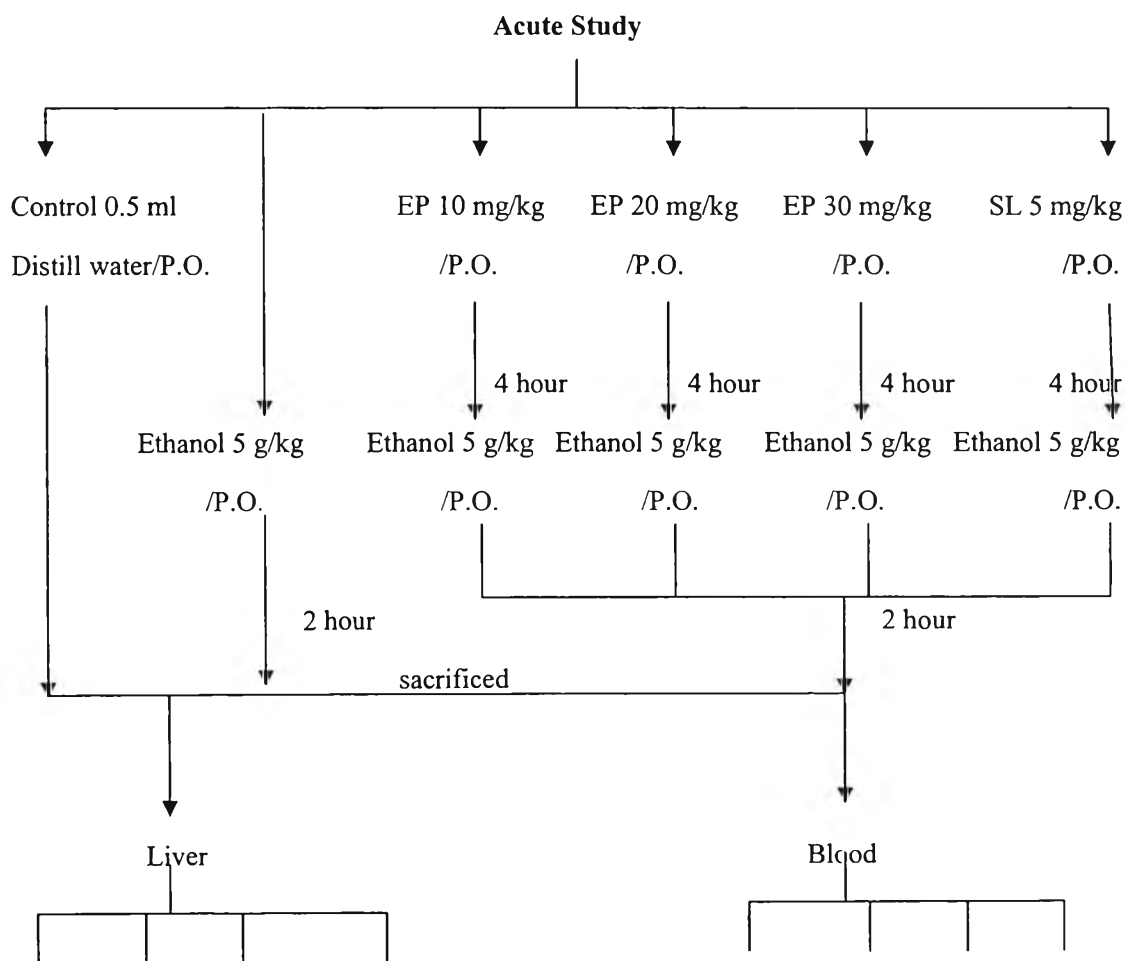 Acute Study
Control 0.5 ml EP 10 mg/kg EP 20 mg/kg EP 30 mg/kg SL 5 mg/kg
Distill water/P.O. /P.O. /P.O. /P.O. /P.O.
4 hour 4 hour 4 hour 4 hour
Ethanol 5 g/kg Ethanol 5 g/kg Ethanol 5 g/kg Ethanol 5 g/kg Ethanol 5 g/kg
/P.O. /P.O. /P.O. /P.O. /P.O.
2 hour 2 hour
sacrificed
Liver Blood